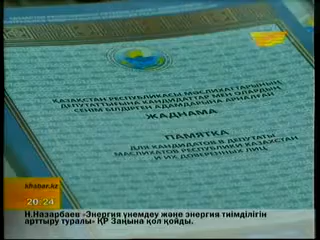 ҚАЗАҚСТАН РЕСПУБЛИКАСЫ МӘСЛИХАТТАРЫНЫҢ
ДЕПУТАТТЫҒЫНА КАНДИДАТТАР МЕН ОЛАРДЫҢ
СЕНІМ БІЛДІРГЕН АДАМДАРЫНА АРНАЛҒАН
ЖАДНАМА
ПАМЯТКА
ДЛЯ КАНДИДАТОВ В ДЕПУТАТЫ
МАСЛИХАТОВ РЕСПУБЛИКИ КАЗАХСТАН
И ИХ ДОВЕРЕННЫХ ЛИЦ
khabar.kz
20:24
Н.Назарбаев «Энергия үнемдеу және энергия тиімділігін
арттыру туралы» ҚР Заңына қол қойды.